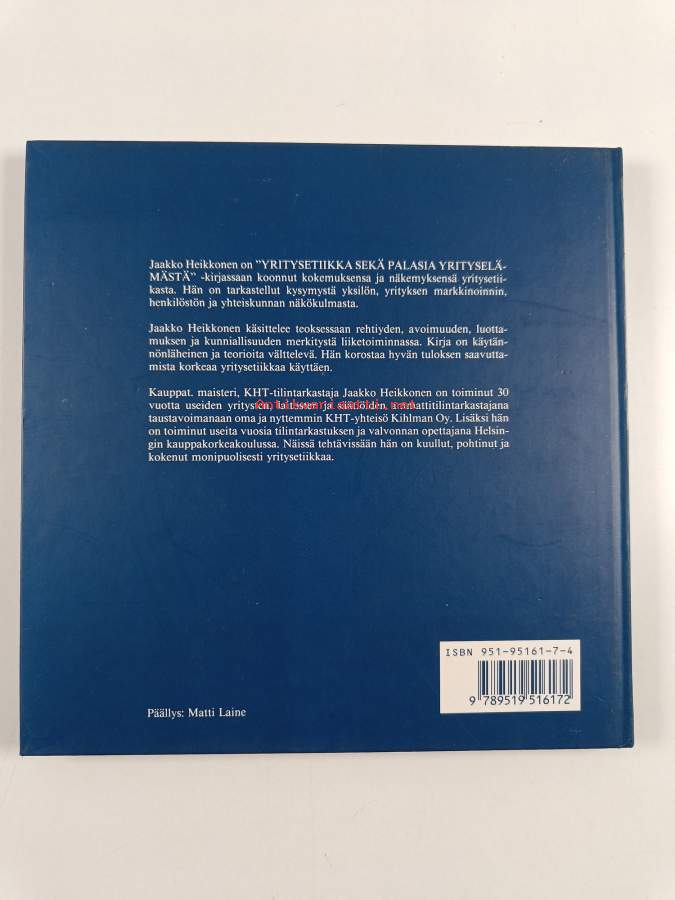 Jaakko Heikkonen on "YRITYSETIIKKA SEKÄ PALASIA YRITYSELÄ-
MÄSTÄ" -kirjassaan koonnut kokemuksensa ja näkemyksensä yritysetii-
kasta. Hän on tarkastellut kysymystä yksilön, yrityksen markkinoinnin,
henkilöstön ja yhteiskunnan näkökulmasta.
Jaakko Heikkonen käsittelee teoksessaan rehtiyden, avoimuuden, luotta-
muksen ja kunniallisuuden merkitystä liiketoiminnassa. Kirja on käytän-
nönläheinen ja teorioita välttelevä. Hän korostaa hyvän tuloksen saavutta-
mista korkeaa yritysetiikkaa käyttäen.
Kauppat. maisteri, KHT-tilintarkastaja Jaakko Heikkonen on toiminut 30
vuotta useiden yritysten, laitosten ja säätiöiden ammattitilintarkastajana
taustavoimanaan oma ja nyttemmin KHT-yhteisö Kihlman Oy. Lisäksi hän
on toiminut useita vuosia tilintarkastuksen ja valvonnan opettajana Helsin-
gin kauppakorkeakoulussa. Näissä tehtävissään hän on kuullut, pohtinut ja
kokenut monipuolisesti yritysetiikkaa.
ISBN 951-95161-7-4
9 789519 516172
Päällys: Matti Laine